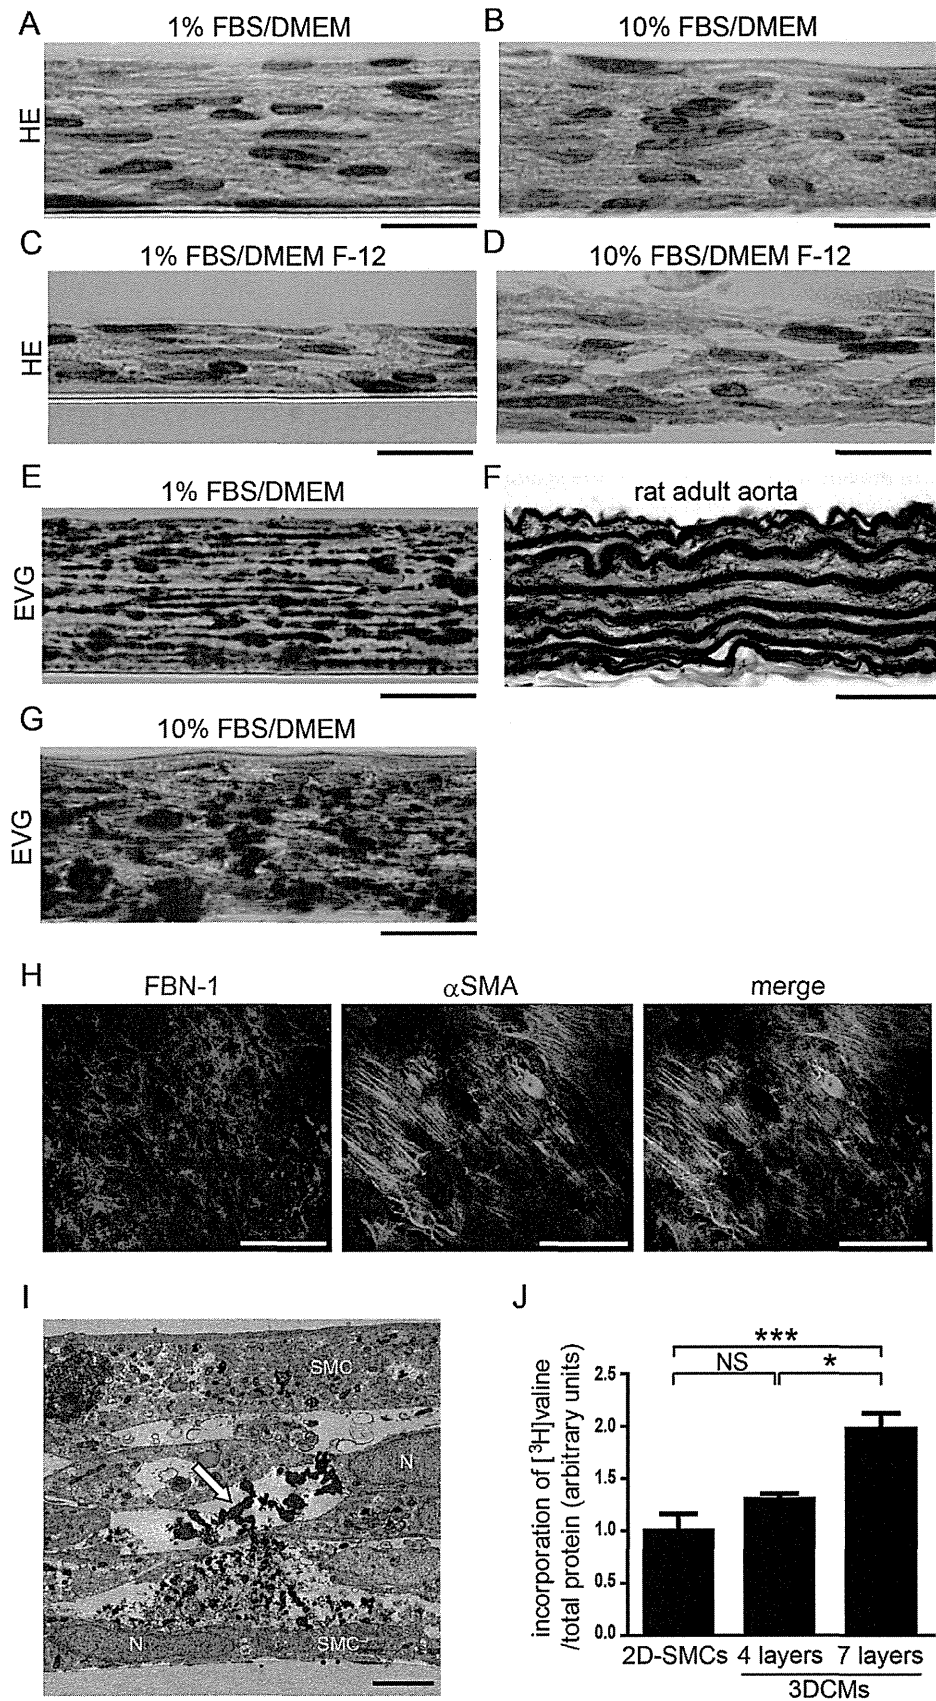 A
1% FBS/DMEM
HE
B
10% FBS/DMEM
C
1% FBS/DMEM F-12
HE
D
10% FBS/DMEM F-12
E
1% FBS/DMEM
EVG
F
rat adult aorta
G
10% FBS/DMEM
EVG
H
FBN-1
αSMA
merge
I
SMC
N
N
SMC
J
***
NS
*
incorporation of [³H]valine
/total protein (arbitrary units)
2.5
2.0
1.5
1.0
0.5
0.0
2D-SMCs
4 layers
7 layers
3DCMs